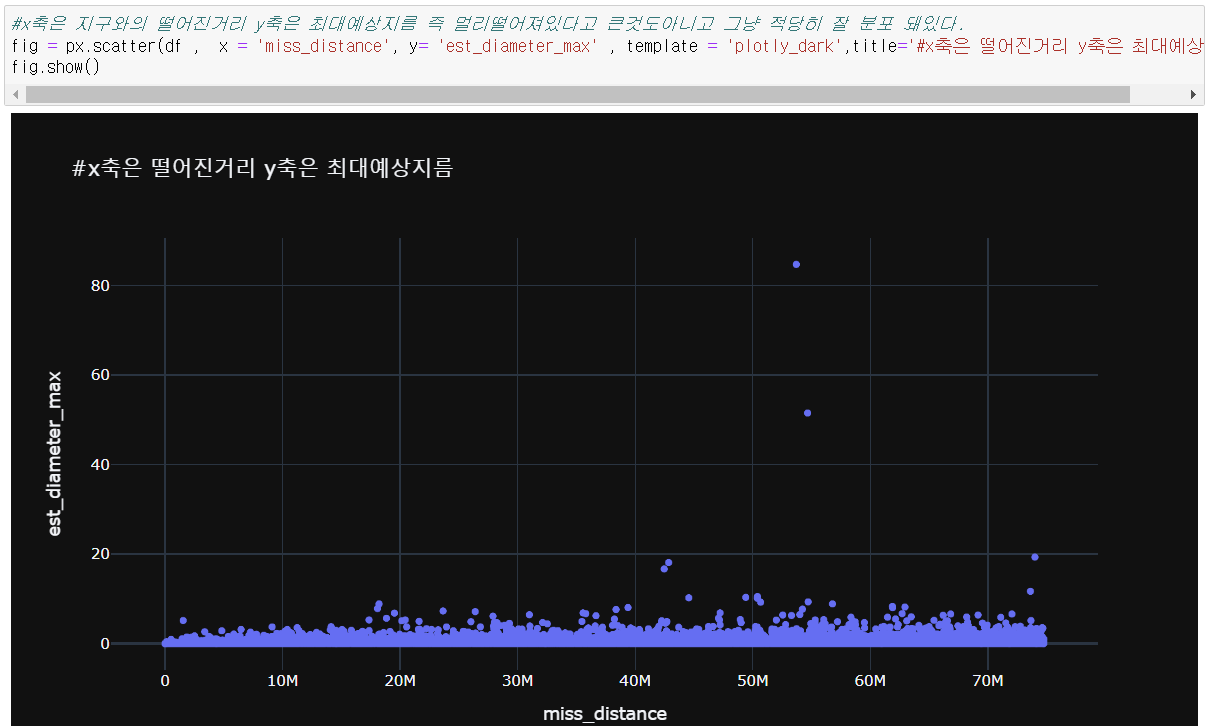 #x축은 지구와의 떨어진거리 y축은 최대예상지름 즉 멀리떨어져있다고 큰것도아니고 그냥 적당히 잘 분포 돼있다.
fig = px.scatter(df , x = 'miss_distance', y= 'est_diameter_max' , template = 'plotly_dark',title='#x축은 떨어진거리 y축은 최대예상
fig.show()
#x축은 떨어진거리 y축은 최대예상지름
80
60
40
20
0
est_diameter_max
0 10M 20M 30M 40M 50M 60M 70M
miss_distance